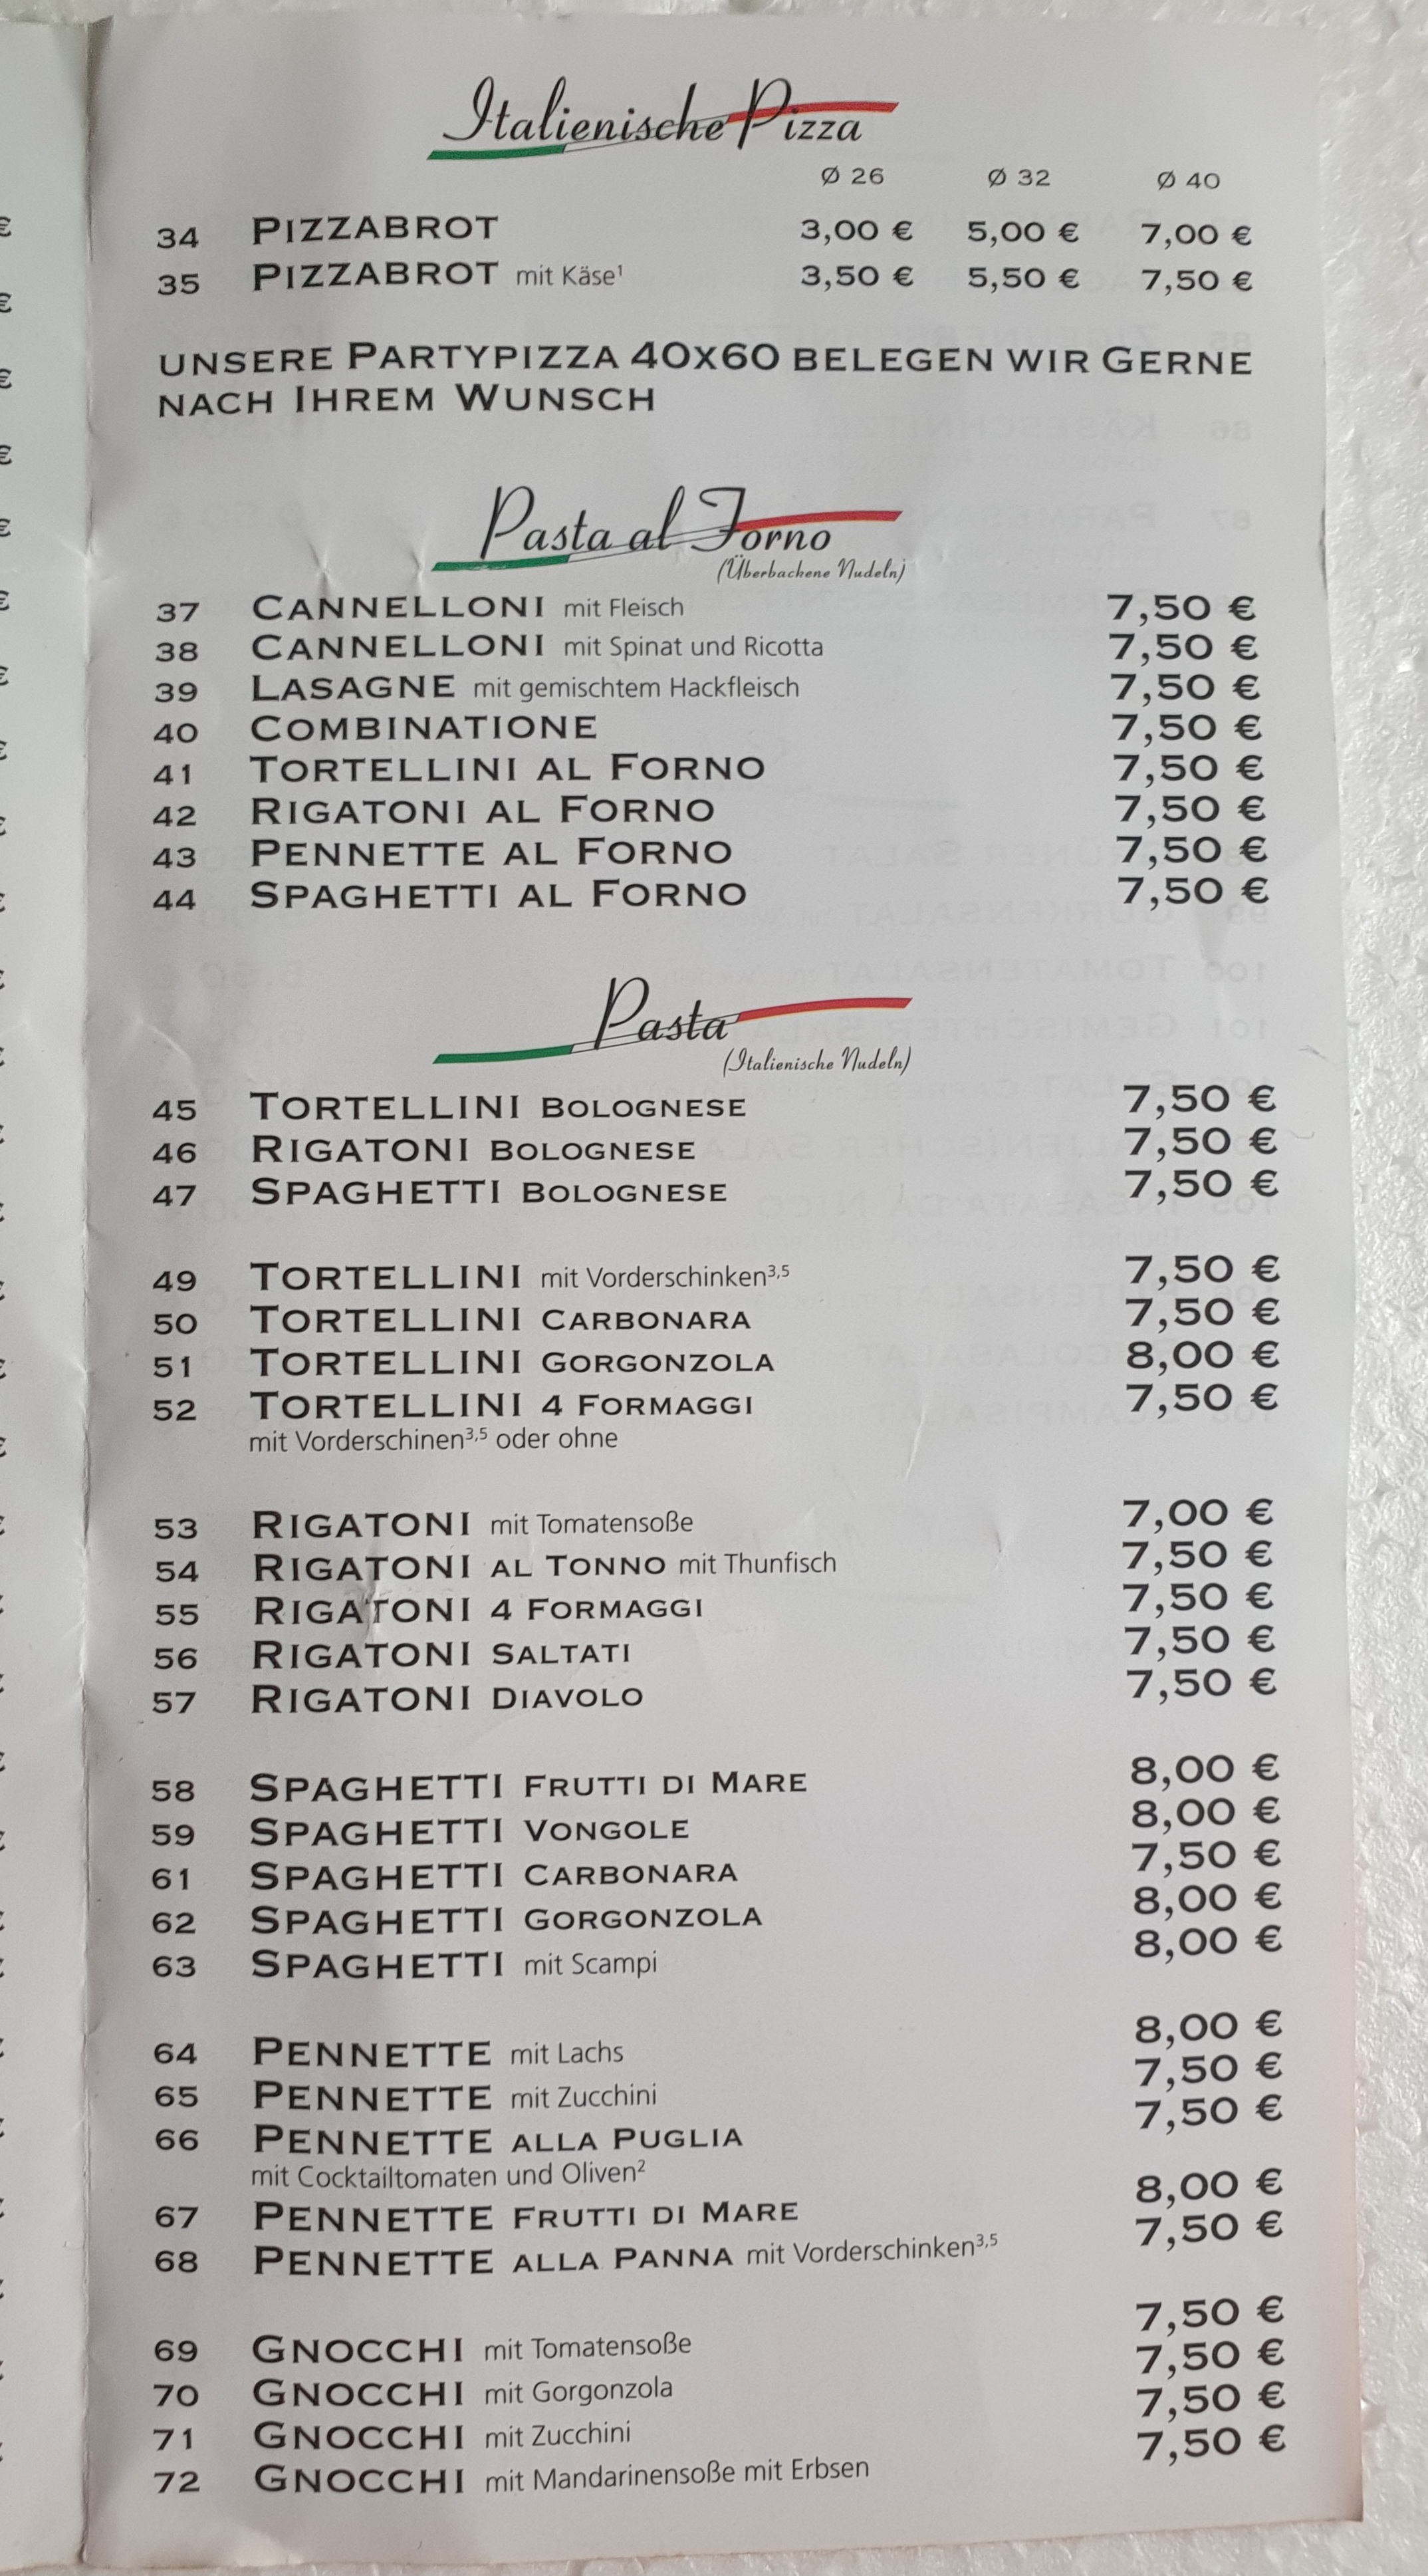 Italienische Pizza
Ø 26 Ø 32 Ø 40
34 PIZZABROT 3,00 € 5,00 € 7,00 €
35 PIZZABROT mit Käse¹ 3,50 € 5,50 € 7,50 €
UNSERE PARTYPIZZA 40X60 BELEGEN WIR GERNE
NACH IHREM WUNSCH
Pasta al Forno
(Überbachene Nudeln)
37 CANNELLONI mit Fleisch 7,50 €
38 CANNELLONI mit Spinat und Ricotta 7,50 €
39 LASAGNE mit gemischtem Hackfleisch 7,50 €
40 COMBINATIONE 7,50 €
41 TORTELLINI AL FORNO 7,50 €
42 RIGATONI AL FORNO 7,50 €
43 PENNETTE AL FORNO 7,50 €
44 SPAGHETTI AL FORNO 7,50 €
Pasta
(Italienische Nudeln)
45 TORTELLINI BOLOGNESE 7,50 €
46 RIGATONI BOLOGNESE 7,50 €
47 SPAGHETTI BOLOGNESE 7,50 €
49 TORTELLINI mit Vorderschinken³,⁵ 7,50 €
50 TORTELLINI CARBONARA 7,50 €
51 TORTELLINI GORGONZOLA 8,00 €
52 TORTELLINI 4 FORMAGGI 7,50 €
mit Vorderschinen³,⁵ oder ohne
53 RIGATONI mit Tomatensoße 7,00 €
54 RIGATONI AL TONNO mit Thunfisch 7,50 €
55 RIGATONI 4 FORMAGGI 7,50 €
56 RIGATONI SALTATI 7,50 €
57 RIGATONI DIAVOLO 7,50 €
58 SPAGHETTI FRUTTI DI MARE 8,00 €
59 SPAGHETTI VONGOLE 8,00 €
61 SPAGHETTI CARBONARA 7,50 €
62 SPAGHETTI GORGONZOLA 8,00 €
63 SPAGHETTI mit Scampi 8,00 €
64 PENNETTE mit Lachs 8,00 €
65 PENNETTE mit Zucchini 7,50 €
66 PENNETTE ALLA PUGLIA 7,50 €
mit Cocktailtomaten und Oliven²
67 PENNETTE FRUTTI DI MARE 8,00 €
68 PENNETTE ALLA PANNA mit Vorderschinken³,⁵ 7,50 €
69 GNOCCHI mit Tomatensoße 7,50 €
70 GNOCCHI mit Gorgonzola 7,50 €
71 GNOCCHI mit Zucchini 7,50 €
72 GNOCCHI mit Mandarinensoße mit Erbsen 7,50 €